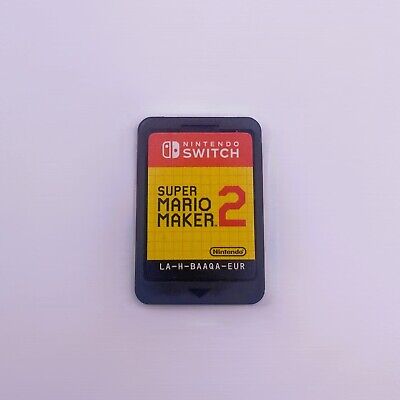 NINTENDO
SWITCH
SUPER
MARIO
MAKER 2
Nintendo
LA-H-BAAQA-EUR